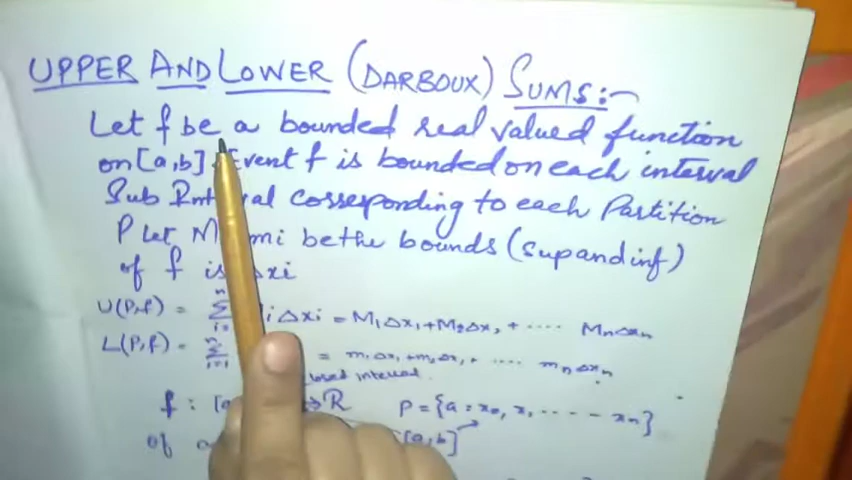 UPPER AND LOWER (DARBOUX) SUMS:-
Let f be a bounded real valued function
on [a,b] Event f is bounded on each interval
Sub corresponding to each Partition
P Let M mi be the bounds (sup and inf)
of f is xi
U(P,f) = Σ i Δxi = M₁Δx₁+M₂Δx₂ + .... MnΔxn
L(P,f) = Σ = m₁Δx₁+m₂Δx₂+ .... mnΔxn
closed interval.
f : [a R P = {a = x₀, x₁ ..... xn}
of [a,b]